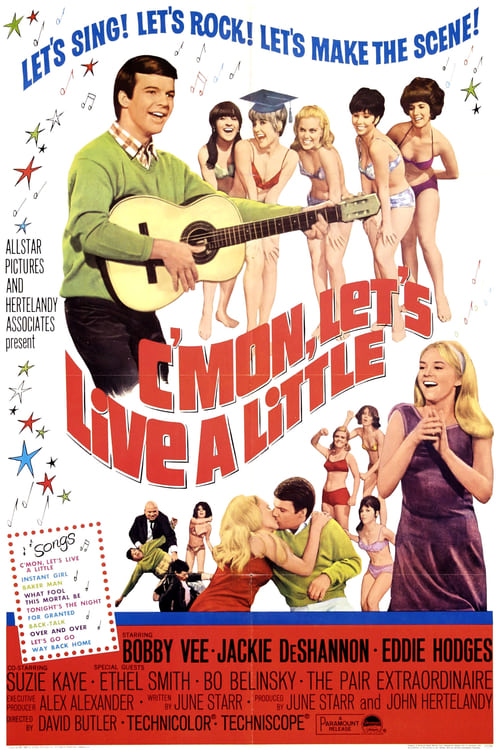 LET'S SING! LET'S ROCK! LET'S MAKE THE SCENE!
ALLSTAR
PICTURES
AND
HERTELANDY
ASSOCIATES
present
C'MON, LET'S
LIVE A LITTLE
Songs
C'MON, LET'S LIVE
A LITTLE
INSTANT GIRL
BAKER MAN
WHAT FOOL
THIS MORTAL BE
TONIGHT'S THE NIGHT
FOR GRANTED
BACK-TALK
OVER AND OVER
LET'S GO GO
WAY BACK HOME
STARRING
BOBBY VEE • JACKIE DeSHANNON • EDDIE HODGES
CO-STARRING SPECIAL GUESTS
SUZIE KAYE • ETHEL SMITH • BO BELINSKY • THE PAIR EXTRAORDINAIRE
EXECUTIVE PRODUCER ALEX ALEXANDER • WRITTEN BY JUNE STARR • PRODUCED BY JUNE STARR and JOHN HERTELANDY
DIRECTED BY DAVID BUTLER • TECHNICOLOR® TECHNISCOPE®
A PARAMOUNT RELEASE